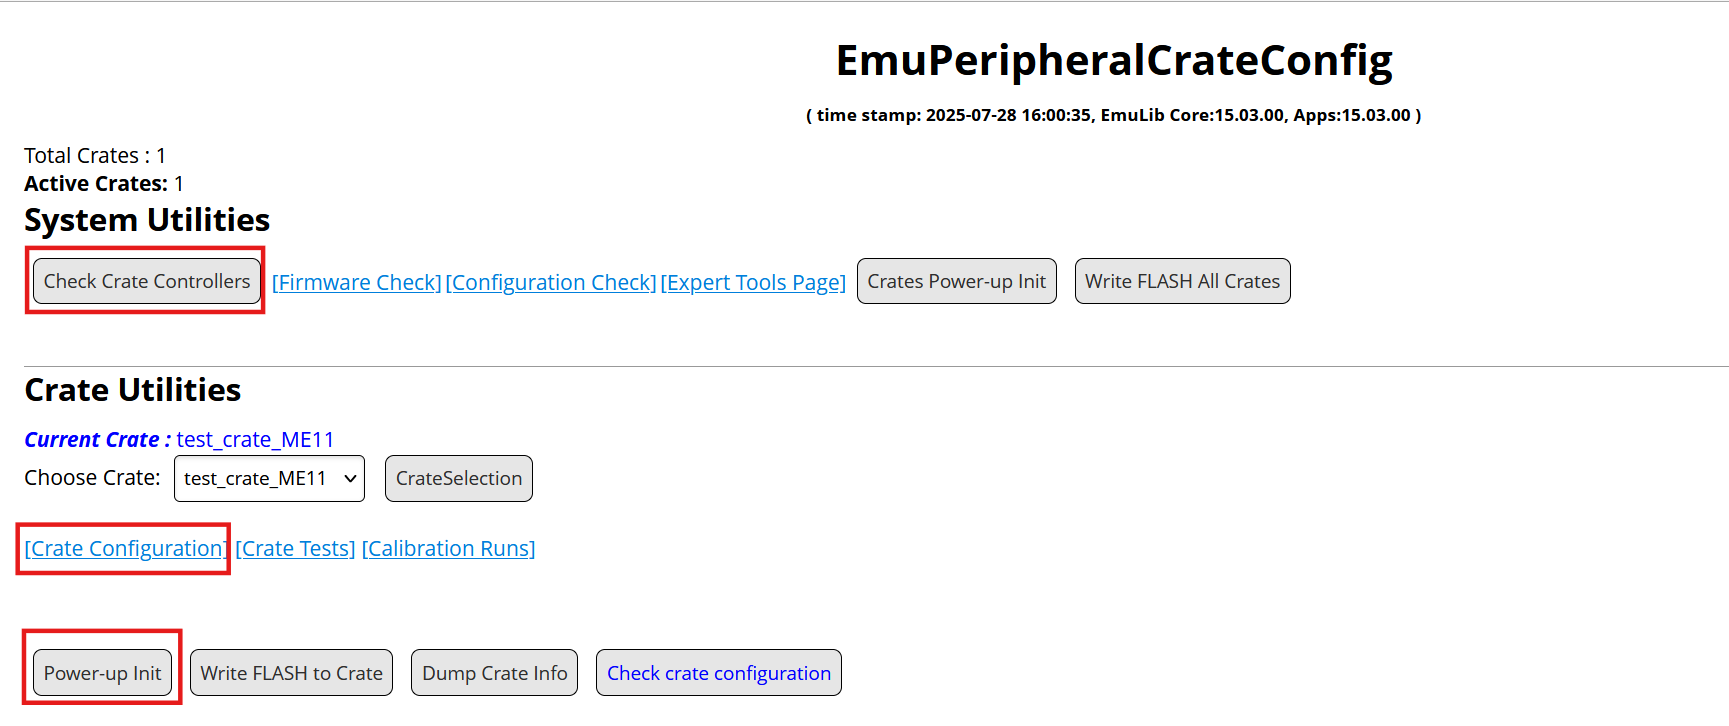 EmuPeripheralCrateConfig
( time stamp: 2025-07-28 16:00:35, EmuLib Core:15.03.00, Apps:15.03.00 )
Total Crates : 1
Active Crates: 1
System Utilities
Check Crate Controllers [Firmware Check] [Configuration Check] [Expert Tools Page] Crates Power-up Init Write FLASH All Crates
Crate Utilities
Current Crate : test_crate_ME11
Choose Crate: test_crate_ME11 CrateSelection
[Crate Configuration] [Crate Tests] [Calibration Runs]
Power-up Init Write FLASH to Crate Dump Crate Info Check crate configuration